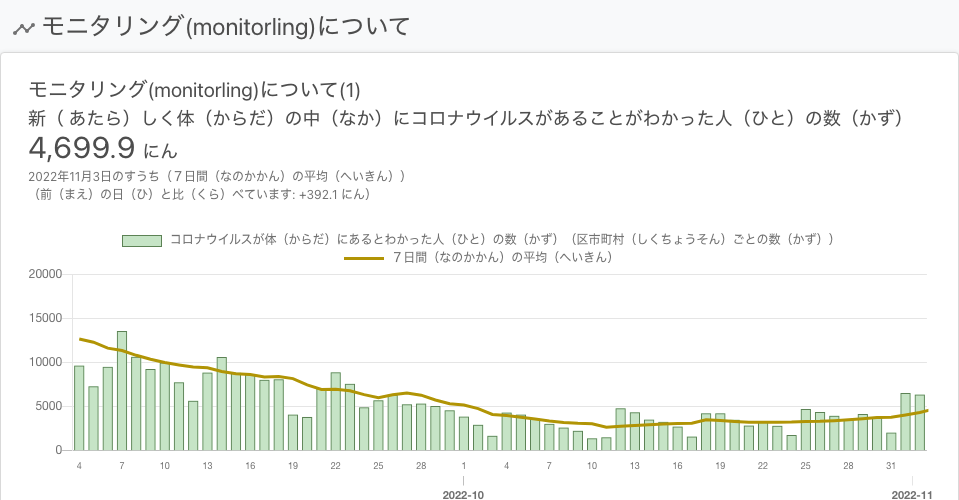 モニタリング(monitorling)について
モニタリング(monitorling)について(1)
新（ あたら）しく体（からだ）の中（なか）にコロナウイルスがあることがわかった人（ひと）の数（かず）
4,699.9 にん
2022年11月3日のすうち（７日間（なのかかん）の平均（へいきん））
（前（まえ）の日（ひ）と比（くら）べています: +392.1 にん）
コロナウイルスが体（からだ）にあるとわかった人（ひと）の数（かず）（区市町村（しくちょうそん）ごとの数（かず））
７日間（なのかかん）の平均（へいきん）
20000
15000
10000
5000
0
4 7 10 13 16 19 22 25 28 1 4 7 10 13 16 19 22 25 28 31
2022-10 2022-11